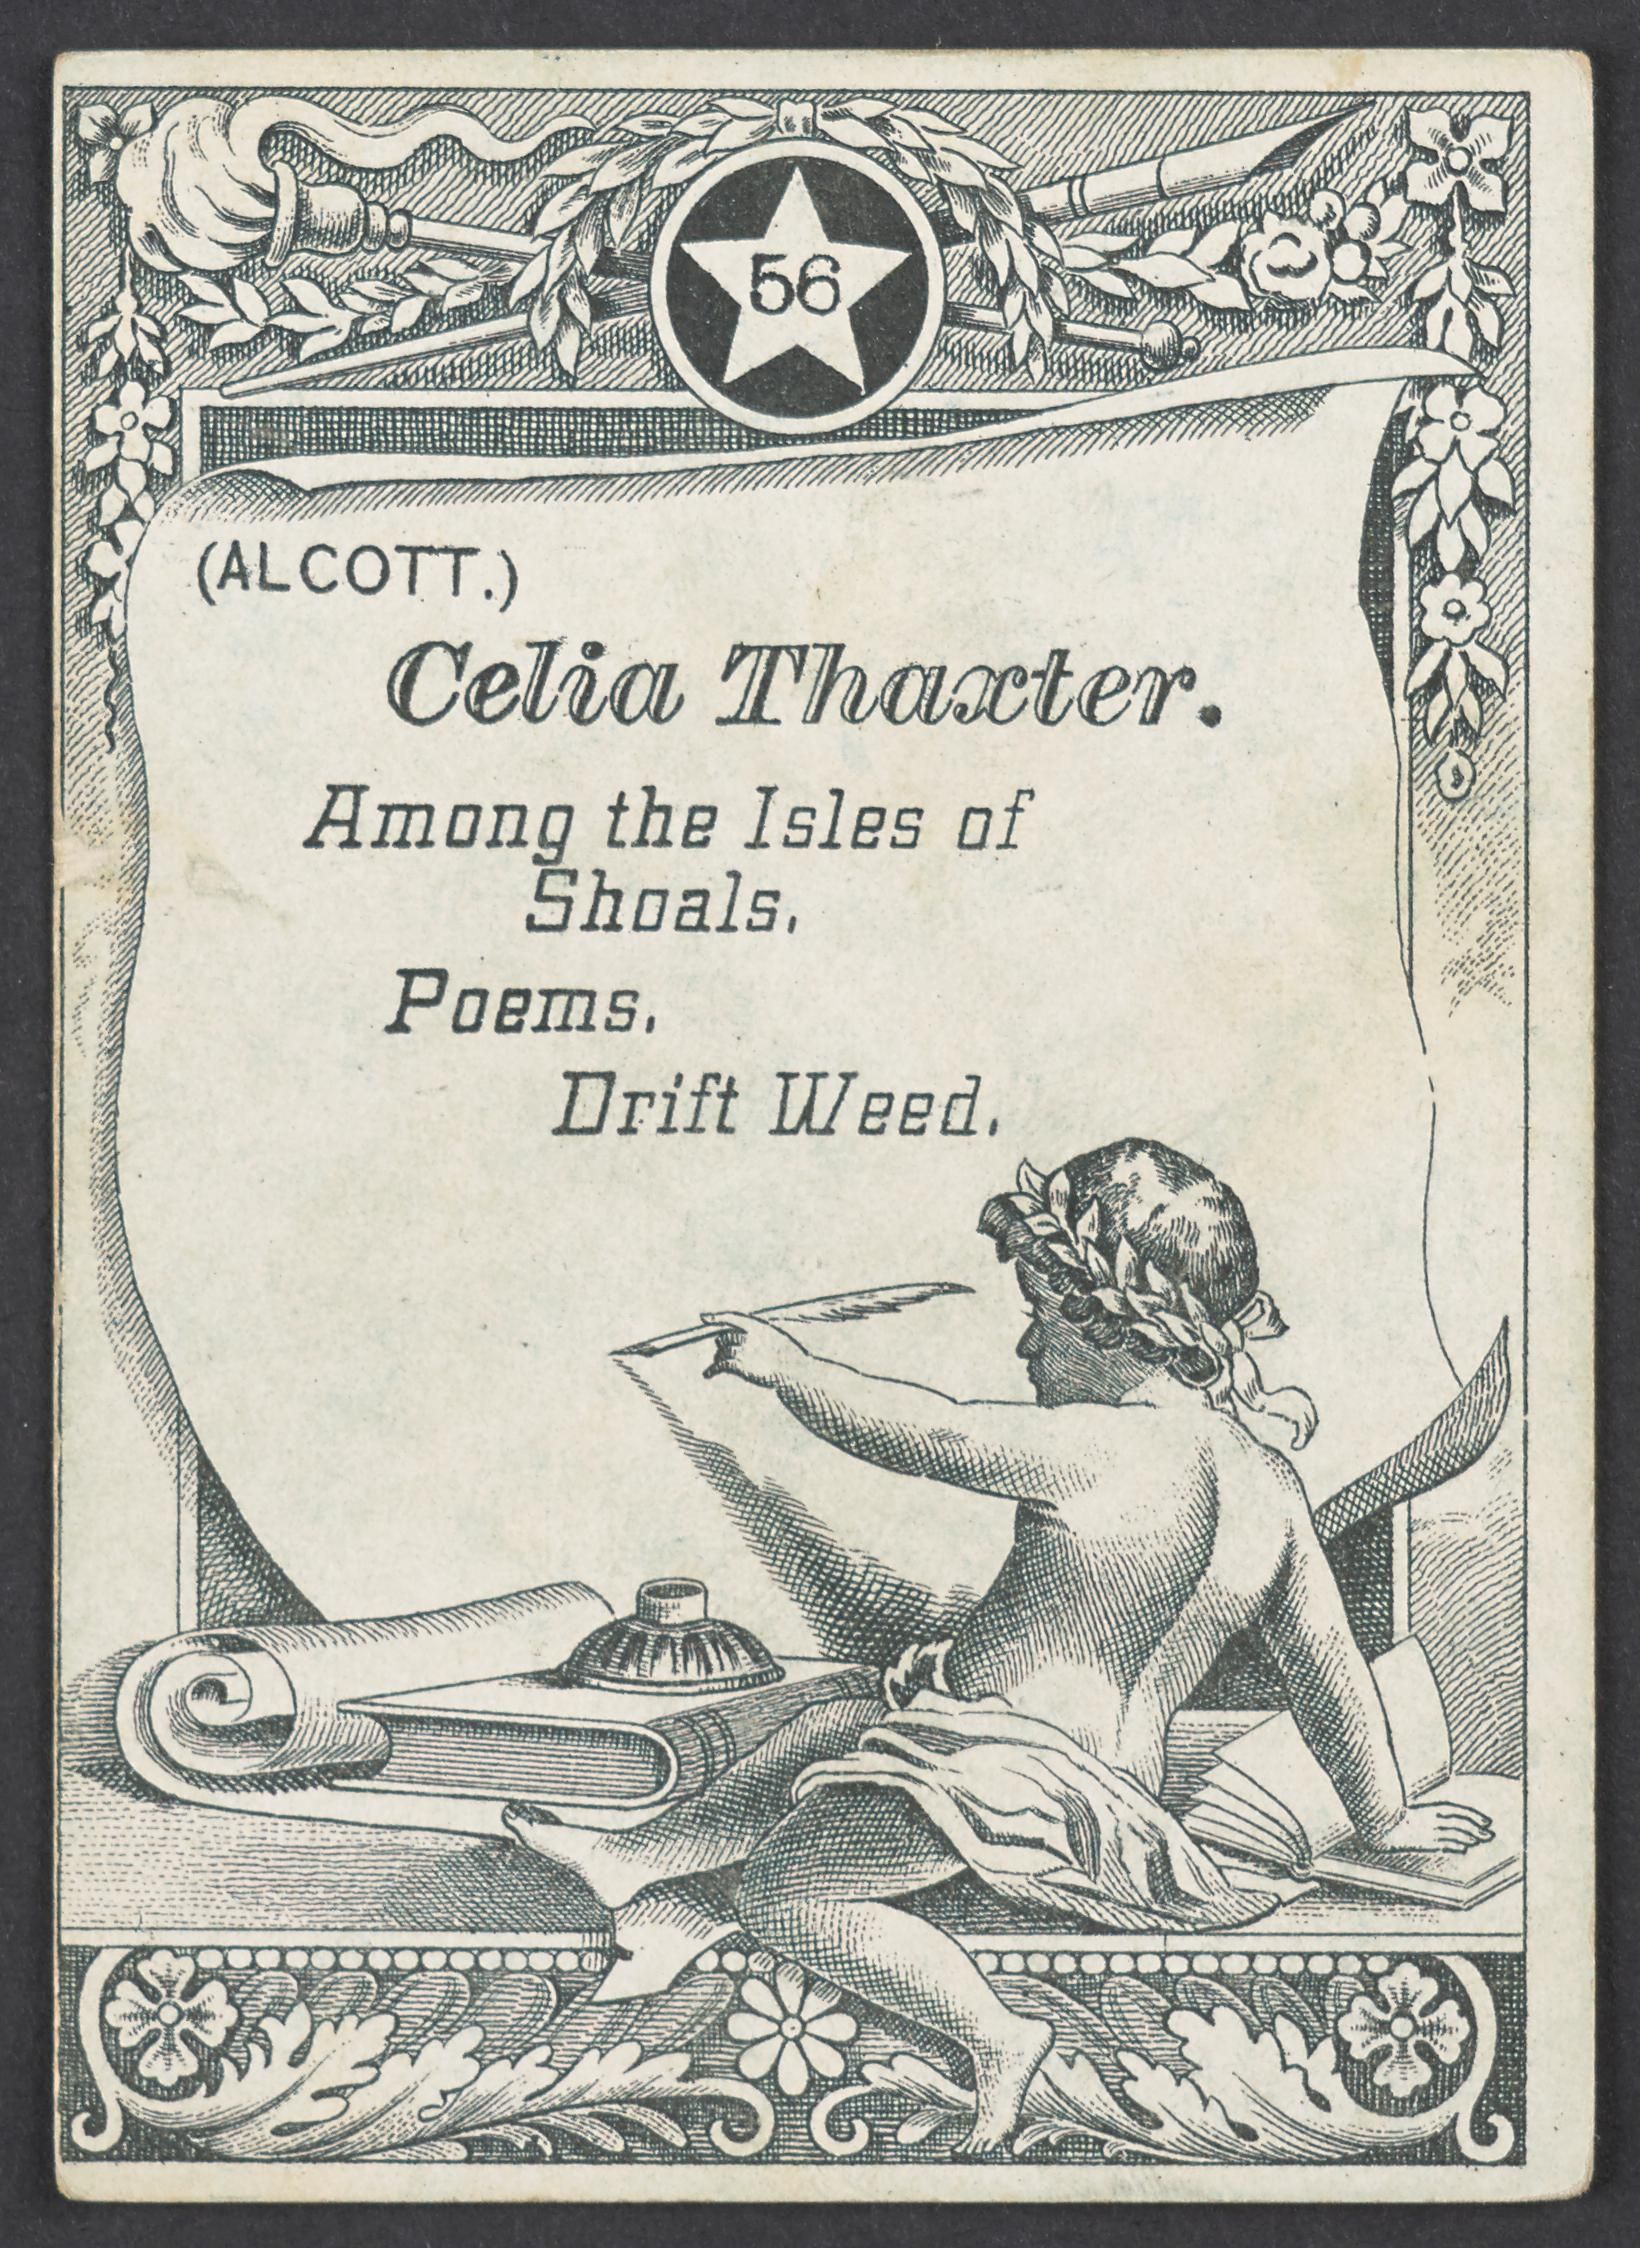 56
(ALCOTT.)
Celia Thaxter.
Among the Isles of
Shoals.
Poems.
Drift Weed.